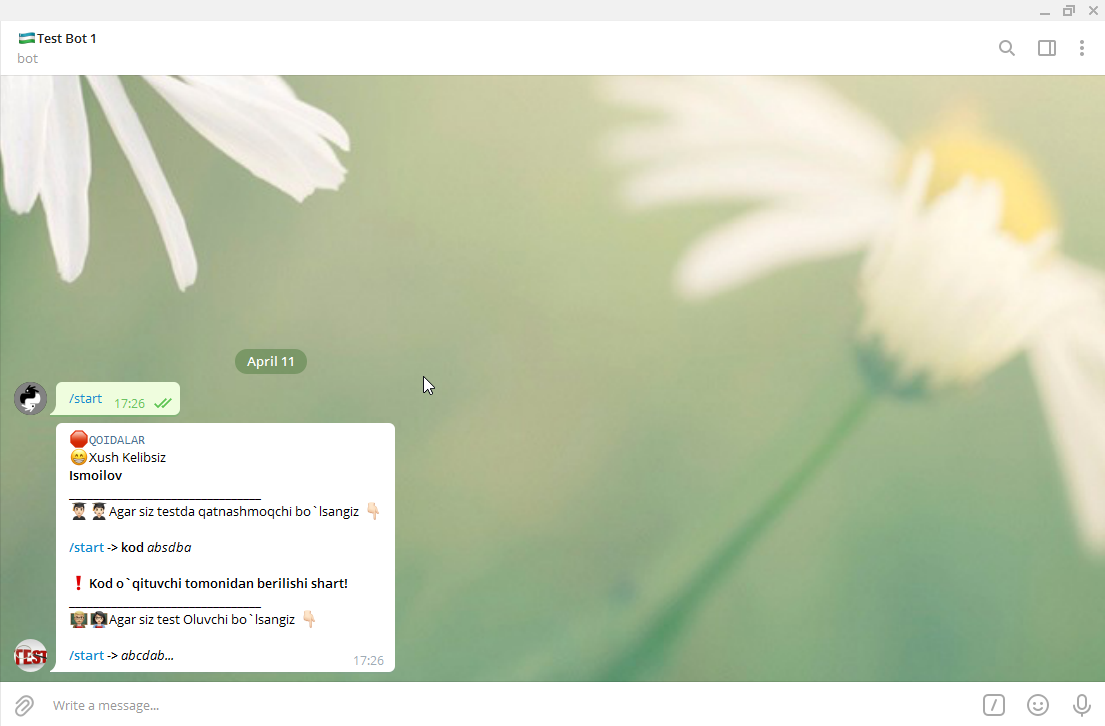 Test Bot 1
bot
April 11
/start 17:26
QOIDALAR
Xush Kelibsiz
Ismoilov
Agar siz testda qatnashmoqchi bo`lsangiz
/start -> kod absdba
❗ Kod o`qituvchi tomonidan berilishi shart!
Agar siz test Oluvchi bo`lsangiz
/start -> abcdab...
17:26
TEST
Write a message...